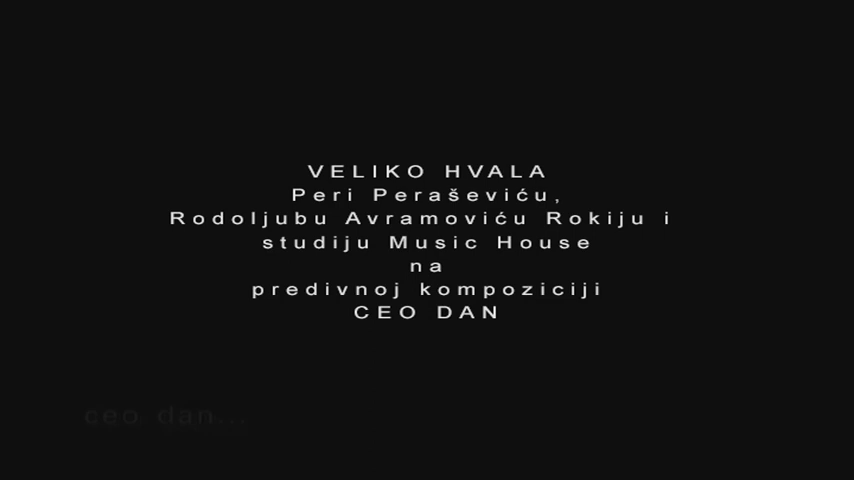 VELIKO HVALA
Peri Peraševiću,
Rodoljubu Avramoviću Rokiju i
studiju Music House
na
predivnoj kompoziciji
CEO DAN
ceo dan...